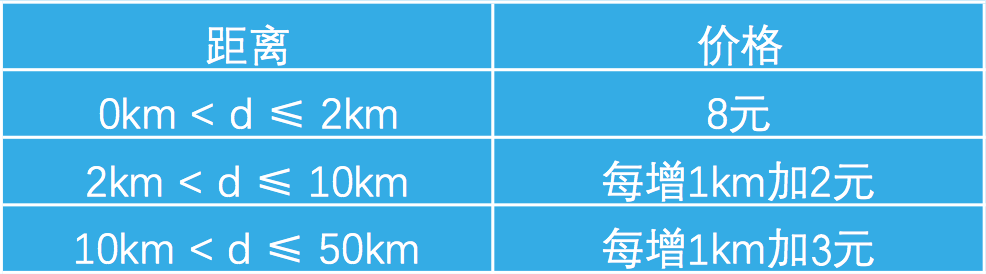 距离 价格
0km < d ≤ 2km 8元
2km < d ≤ 10km 每增1km加2元
10km < d ≤ 50km 每增1km加3元